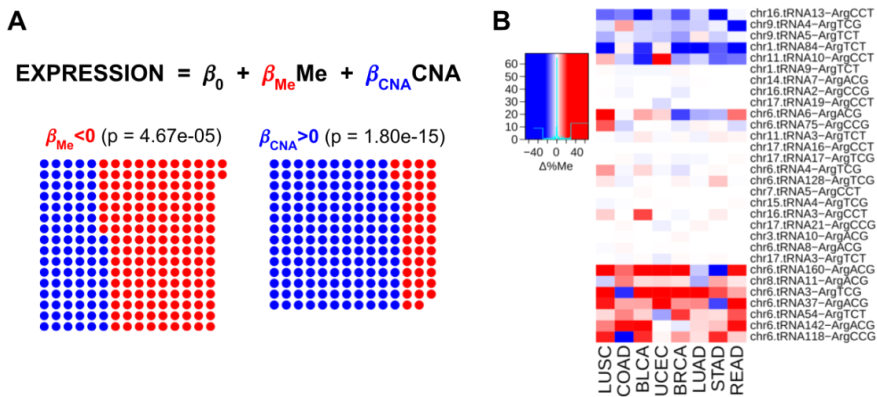 A
B
EXPRESSION = β0 + βMeMe + βCNACNA
βMe<0 (p = 4.67e-05)
βCNA>0 (p = 1.80e-15)
60
50
40
30
20
10
0
−40 0 40
Δ%Me
chr16.tRNA13−ArgCCT
chr9.tRNA4−ArgTCG
chr9.tRNA5−ArgTCT
chr1.tRNA84−ArgTCT
chr11.tRNA10−ArgCCT
chr1.tRNA9−ArgTCT
chr14.tRNA7−ArgACG
chr16.tRNA2−ArgCCG
chr17.tRNA19−ArgCCT
chr6.tRNA6−ArgACG
chr6.tRNA75−ArgCCG
chr11.tRNA3−ArgTCT
chr17.tRNA16−ArgCCT
chr17.tRNA17−ArgTCG
chr6.tRNA4−ArgTCG
chr6.tRNA128−ArgTCG
chr7.tRNA5−ArgCCT
chr15.tRNA4−ArgTCG
chr16.tRNA3−ArgCCT
chr17.tRNA21−ArgCCG
chr3.tRNA10−ArgACG
chr6.tRNA8−ArgACG
chr17.tRNA3−ArgTCT
chr6.tRNA160−ArgACG
chr8.tRNA11−ArgACG
chr6.tRNA3−ArgTCG
chr6.tRNA37−ArgACG
chr6.tRNA54−ArgTCT
chr6.tRNA142−ArgACG
chr6.tRNA118−ArgCCG
LUSC
COAD
BLCA
UCEC
BRCA
LUAD
STAD
READ